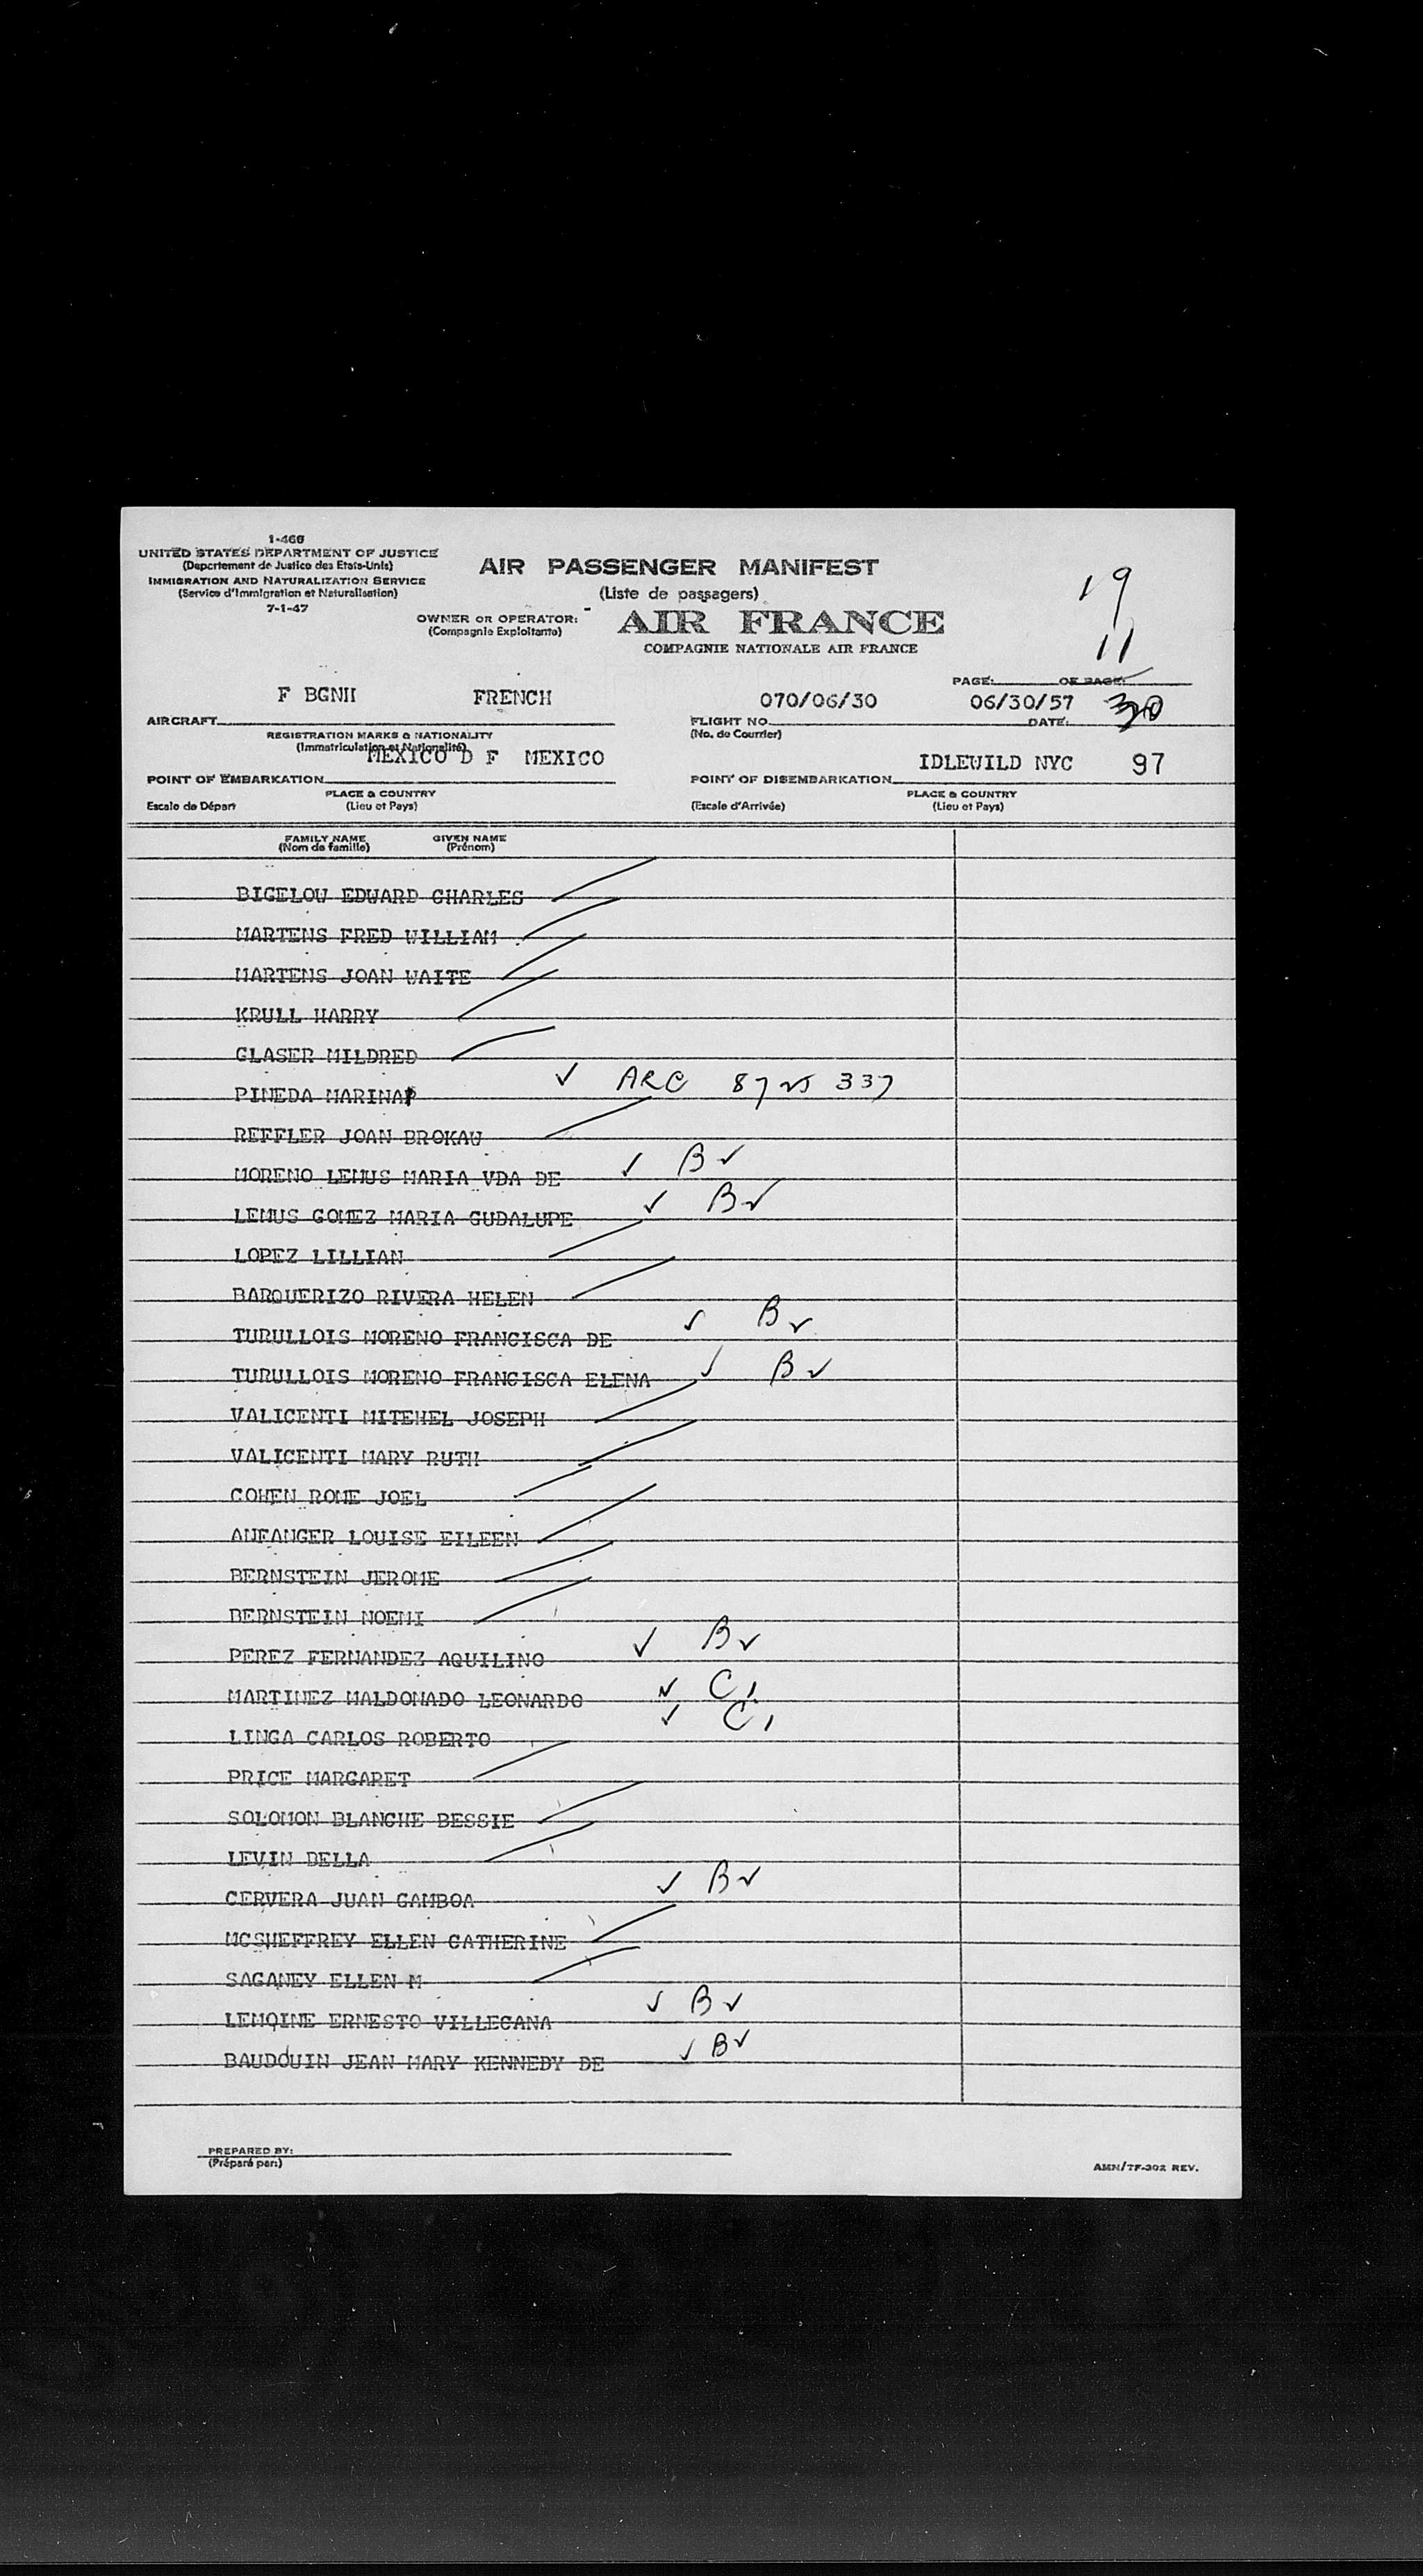 1-466
UNITED STATES DEPARTMENT OF JUSTICE
(Department de Justice des Etats-Unis)
IMMIGRATION AND NATURALIZATION SERVICE
(Service d'Immigration et Naturalisation)
7-1-47
AIR PASSENGER MANIFEST
(Liste de passagers)
OWNER OR OPERATOR: AIR FRANCE
(Compagnie Exploitante)
COMPAGNIE NATIONALE AIR FRANCE
19
11
PAGE: OF PAGE:
F BGNH FRENCH 070/06/30 06/30/57 30
AIRCRAFT FLIGHT NO. DATE:
REGISTRATION MARKS & NATIONALITY (No. de Courrier)
(Immatriculation et Nationalité)
MEXICO D F MEXICO IDLEWILD NYC 97
POINT OF EMBARKATION POINT OF DISEMBARKATION
PLACE & COUNTRY PLACE & COUNTRY
Escale de Départ (Lieu et Pays) (Escale d'Arrivée) (Lieu et Pays)
FAMILY NAME GIVEN NAME
(Nom de famille) (Prénom)
BIGELOW EDWARD CHARLES
MARTENS FRED WILLIAM
MARTENS JOAN WAITE
KRULL HARRY
GLASER MILDRED
PINEDA MARINA ✓ ARC 8725 337
REFFLER JOAN BROKAW
MORENO LEMUS MARIA VDA DE ✓ B ✓
LEMUS GOMEZ MARIA GUDALUPE ✓ B ✓
LOPEZ LILLIAN
BARQUERIZO RIVERA HELEN
TURULLOIS MORENO FRANCISCA DE ✓ B ✓
TURULLOIS MORENO FRANCISCA ELENA ✓ B ✓
VALICENTI MITEHEL JOSEPH
VALICENTI MARY RUTH
COHEN ROME JOEL
ANFANGER LOUISE EILEEN
BERNSTEIN JEROME
BERNSTEIN NOEMI
PEREZ FERNANDEZ AQUILINO ✓ B ✓
MARTINEZ MALDONADO LEONARDO ✓ C1
LINGA CARLOS ROBERTO ✓ C1
PRICE MARGARET
SOLOMON BLANCHE BESSIE
LEVIN DELLA
CERVERA JUAN GAMBOA ✓ B ✓
MCSHEFFREY ELLEN CATHERINE
SAGANEY ELLEN M
LEMOINE ERNESTO VILLEGANA ✓ B ✓
BAUDOUIN JEAN MARY KENNEDY DE ✓ B ✓
PREPARED BY:
(Préparé par:)
AMN/TF-302 REV.